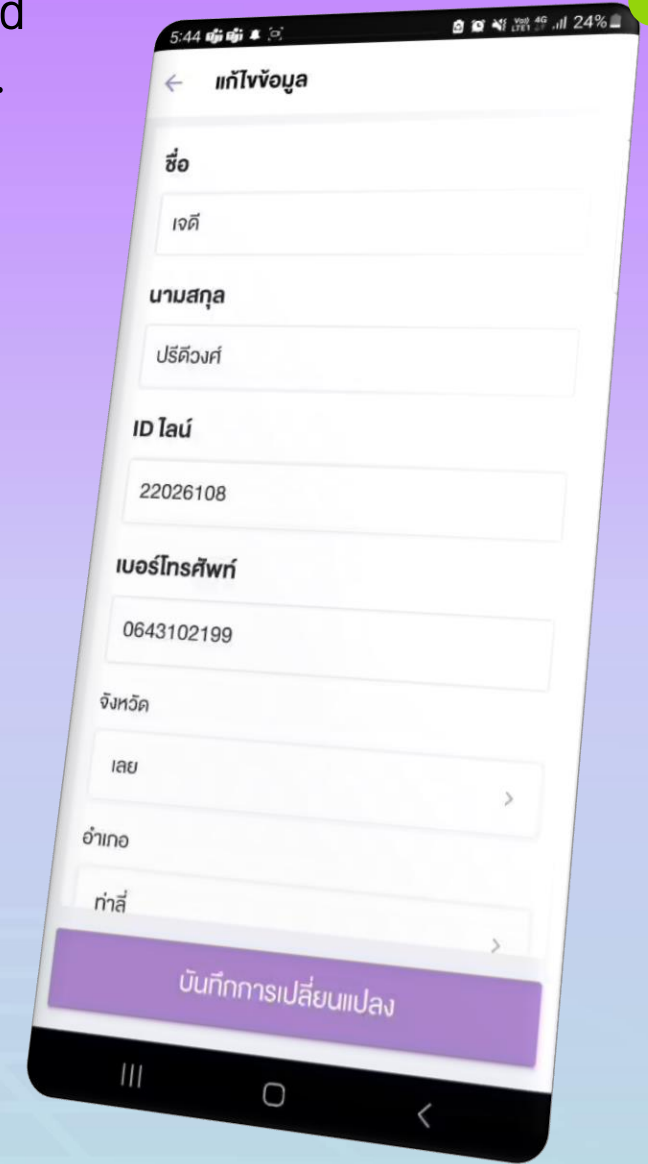 d
.
5:44
Vo)) LTE1 4G 24%
แก้ไขข้อมูล
ชื่อ
เจดี
นามสกุล
ปรีดีวงศ์
ID ไลน์
22026108
เบอร์โทรศัพท์
0643102199
จังหวัด
เลย
อำเภอ
ท่าลี่
บันทึกการเปลี่ยนแปลง